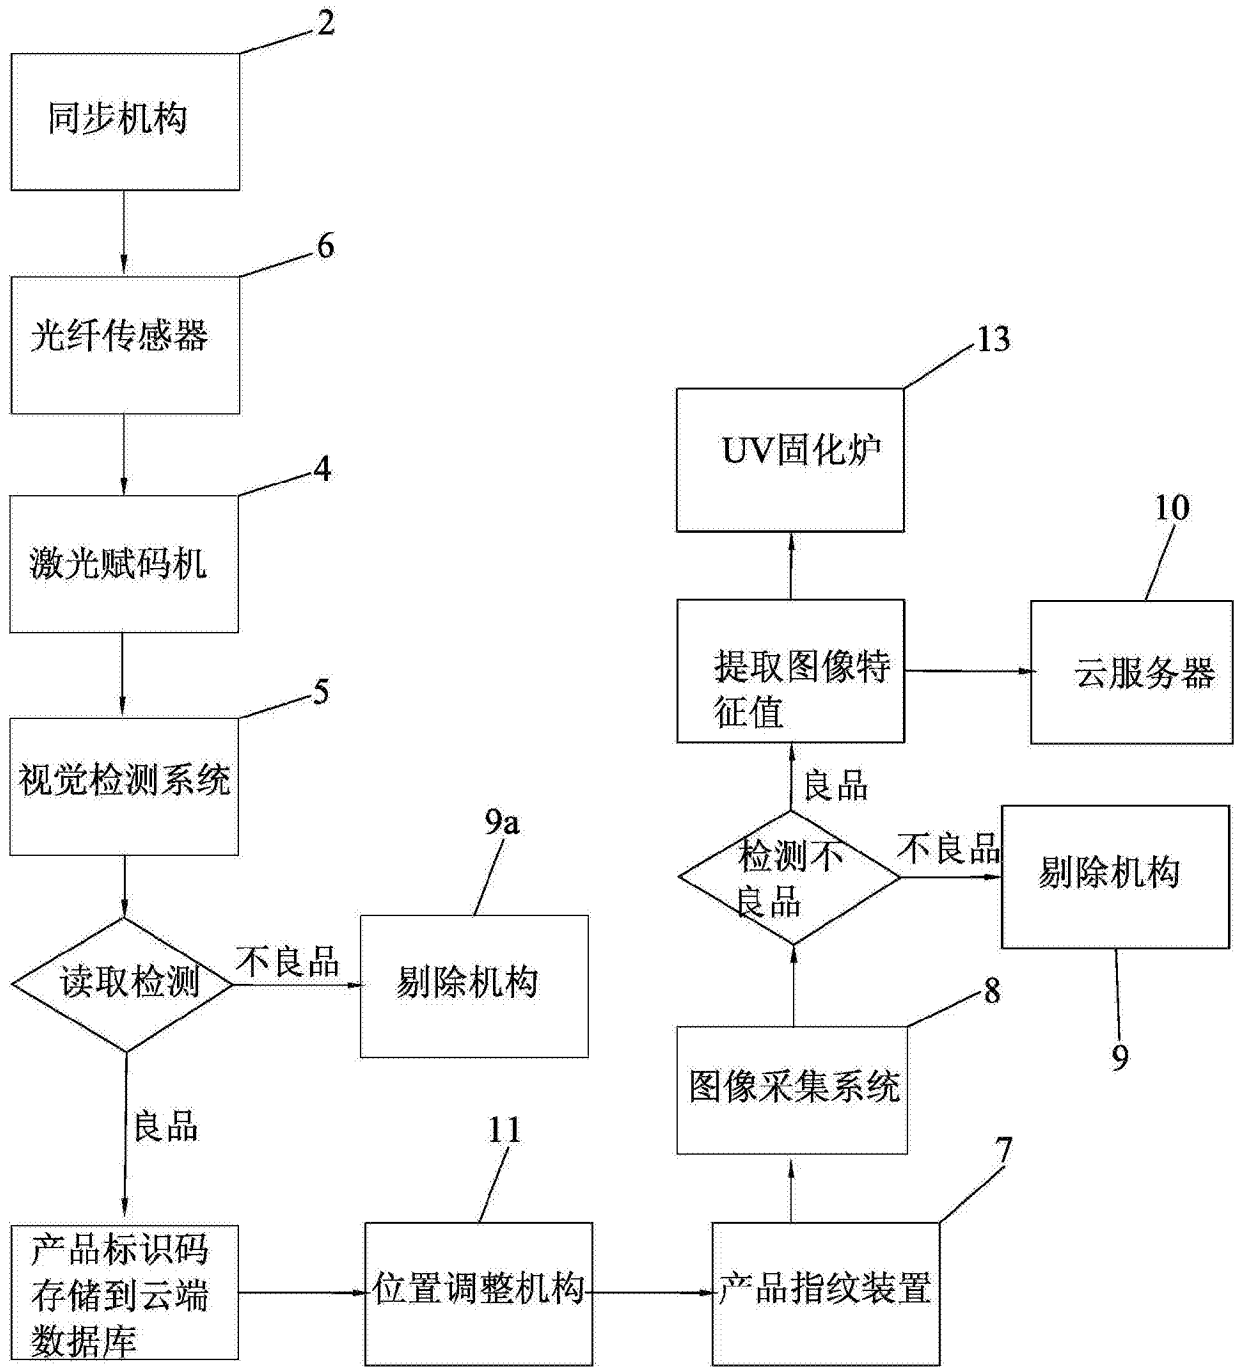 2
同步机构
6
光纤传感器
4
激光赋码机
5
视觉检测系统
读取检测
不良品
9a
剔除机构
良品
产品标识码
存储到云端
数据库
11
位置调整机构
7
产品指纹装置
8
图像采集系统
检测不
良品
不良品
剔除机构
9
良品
提取图像特
征值
10
云服务器
13
UV固化炉